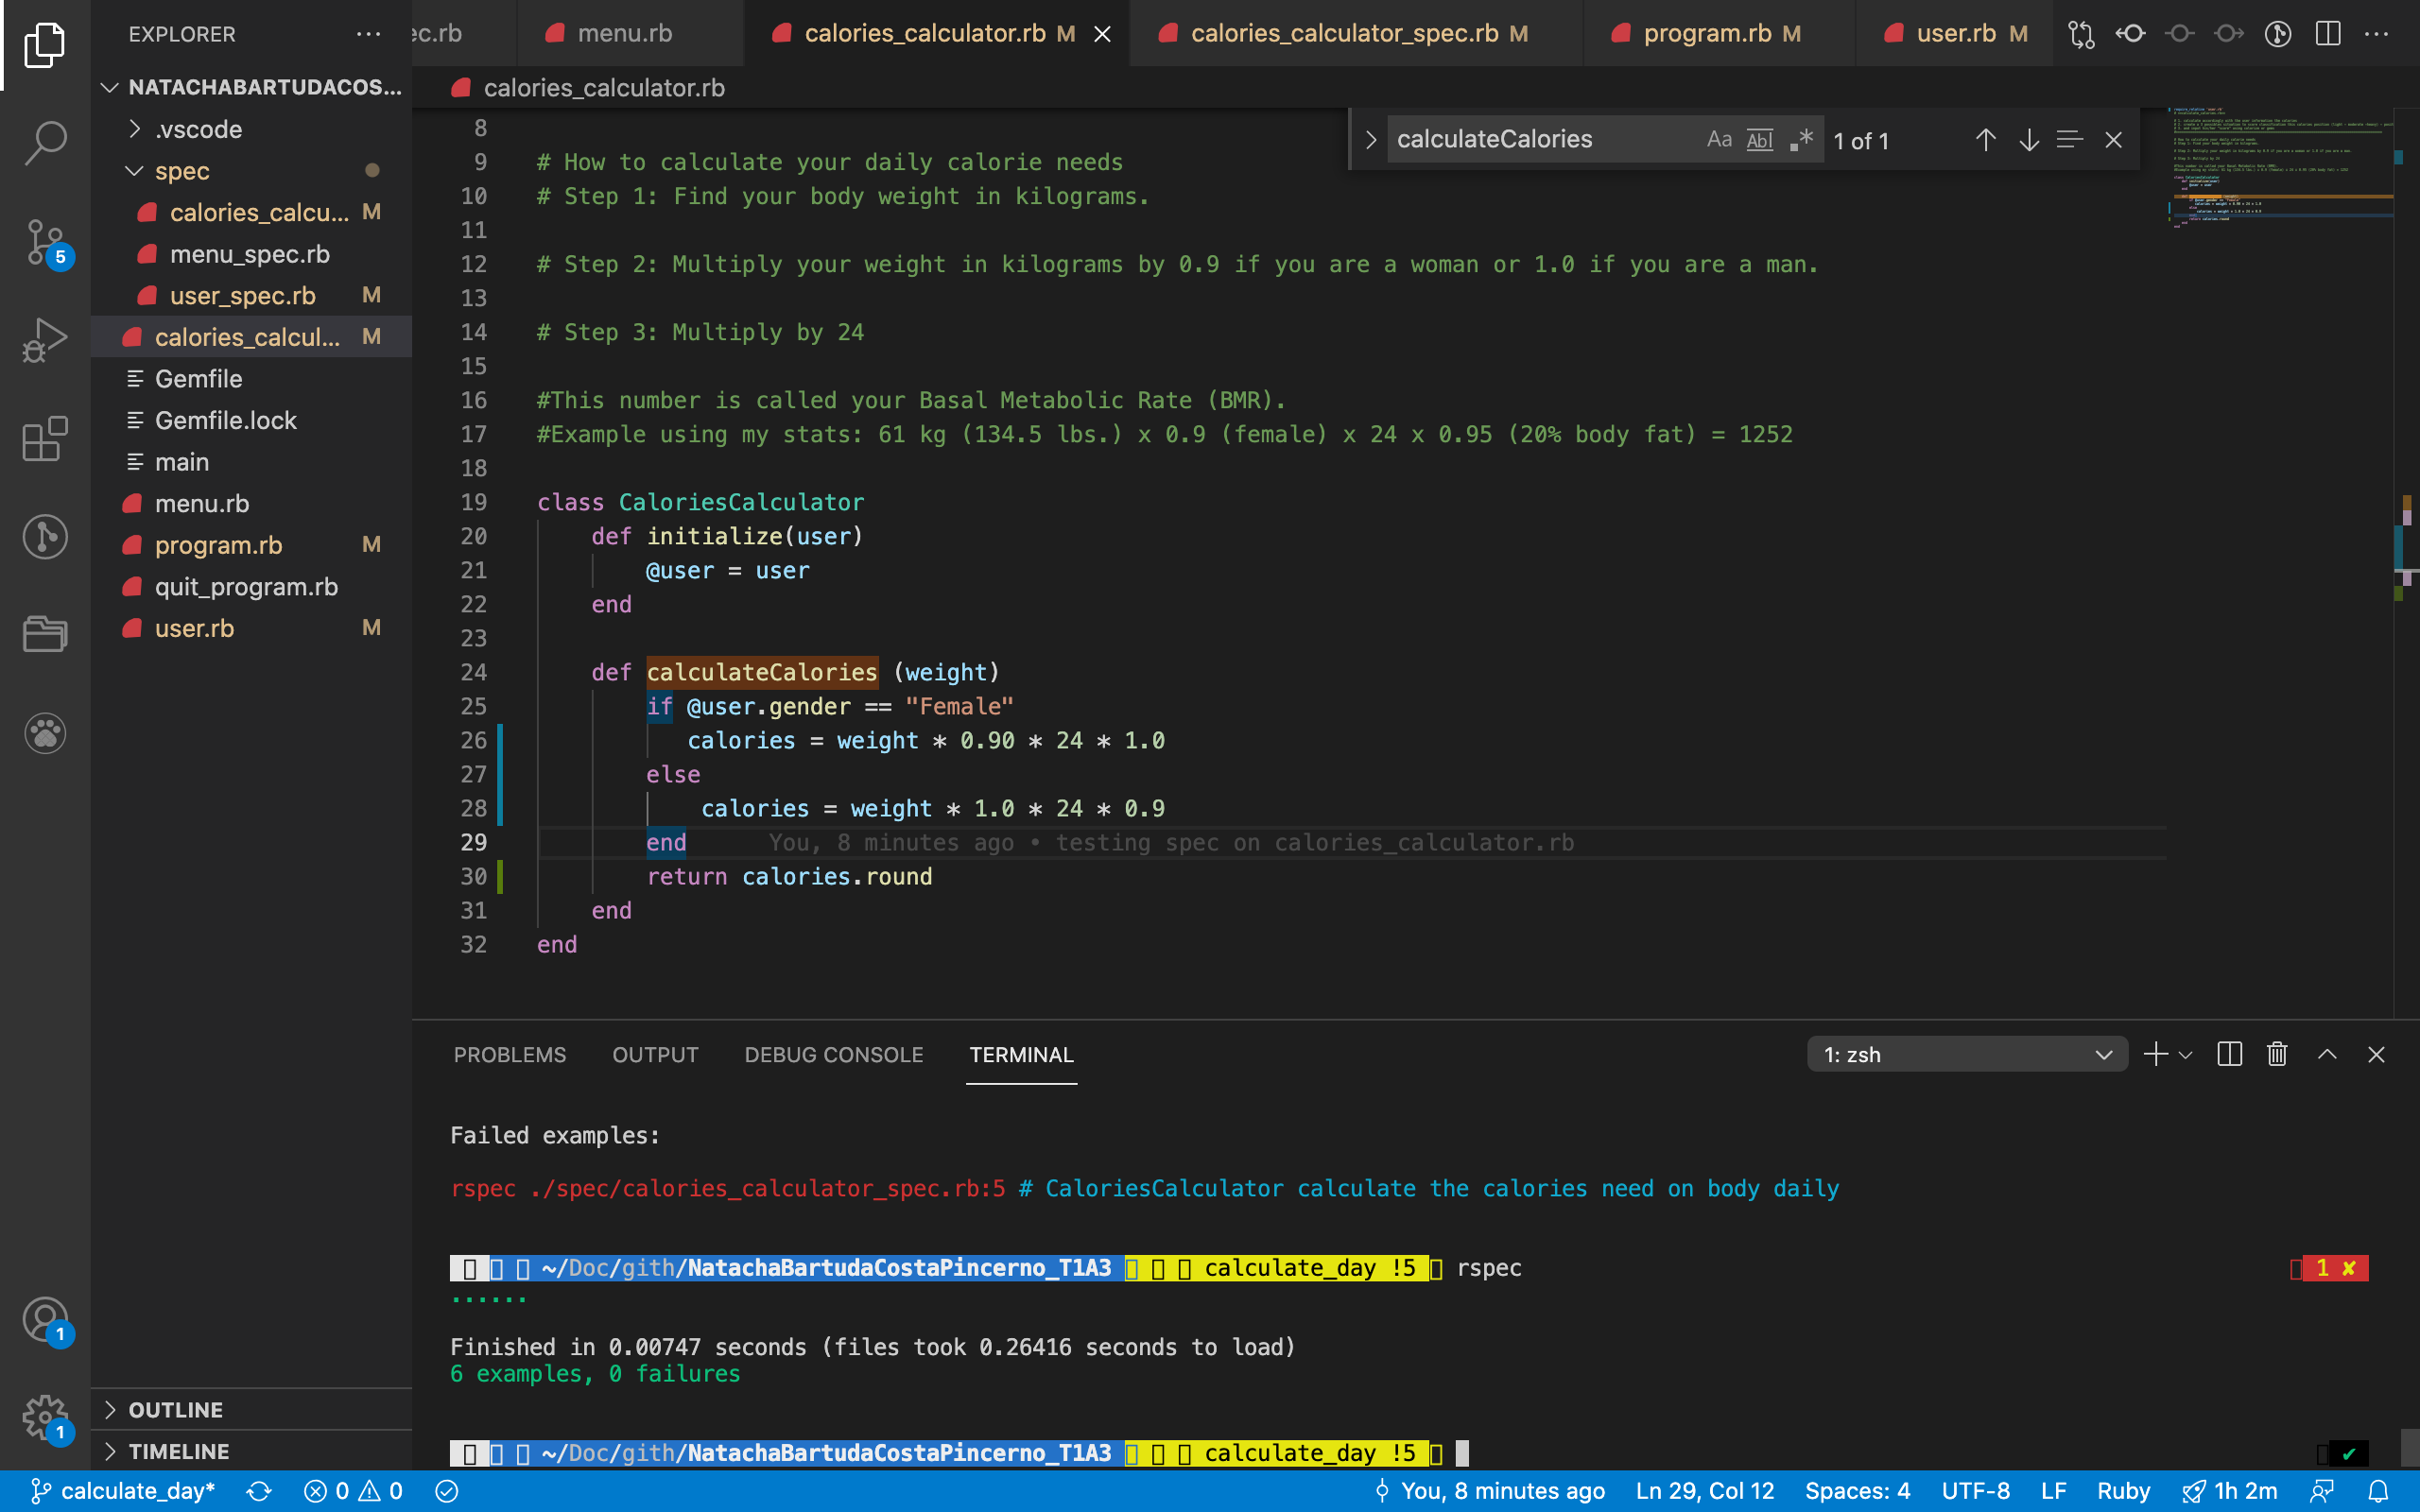 EXPLORER
ec.rb
menu.rb
calories_calculator.rb M
calories_calculator_spec.rb M
program.rb M
user.rb M
NATACHABARTUDACOS...
.vscode
spec
calories_calcu... M
menu_spec.rb
user_spec.rb M
calories_calcul... M
Gemfile
Gemfile.lock
main
menu.rb
program.rb M
quit_program.rb
user.rb M
OUTLINE
TIMELINE
5
1
1
calories_calculator.rb
calculateCalories Aa Abl .* 1 of 1
8
9 # How to calculate your daily calorie needs
10 # Step 1: Find your body weight in kilograms.
11
12 # Step 2: Multiply your weight in kilograms by 0.9 if you are a woman or 1.0 if you are a man.
13
14 # Step 3: Multiply by 24
15
16 #This number is called your Basal Metabolic Rate (BMR).
17 #Example using my stats: 61 kg (134.5 lbs.) x 0.9 (female) x 24 x 0.95 (20% body fat) = 1252
18
19 class CaloriesCalculator
20 def initialize(user)
21 @user = user
22 end
23
24 def calculateCalories (weight)
25 if @user.gender == "Female"
26 calories = weight * 0.90 * 24 * 1.0
27 else
28 calories = weight * 1.0 * 24 * 0.9
29 end You, 8 minutes ago • testing spec on calories_calculator.rb
30 return calories.round
31 end
32 end
PROBLEMS OUTPUT DEBUG CONSOLE TERMINAL 1: zsh
Failed examples:
rspec ./spec/calories_calculator_spec.rb:5 # CaloriesCalculator calculate the calories need on body daily
~/Doc/gith/NatachaBartudaCostaPincerno_T1A3 calculate_day !5 rspec 1 ✘
......
Finished in 0.00747 seconds (files took 0.26416 seconds to load)
6 examples, 0 failures
~/Doc/gith/NatachaBartudaCostaPincerno_T1A3 calculate_day !5 ✔
calculate_day* 0 0 You, 8 minutes ago Ln 29, Col 12 Spaces: 4 UTF-8 LF Ruby 1h 2m